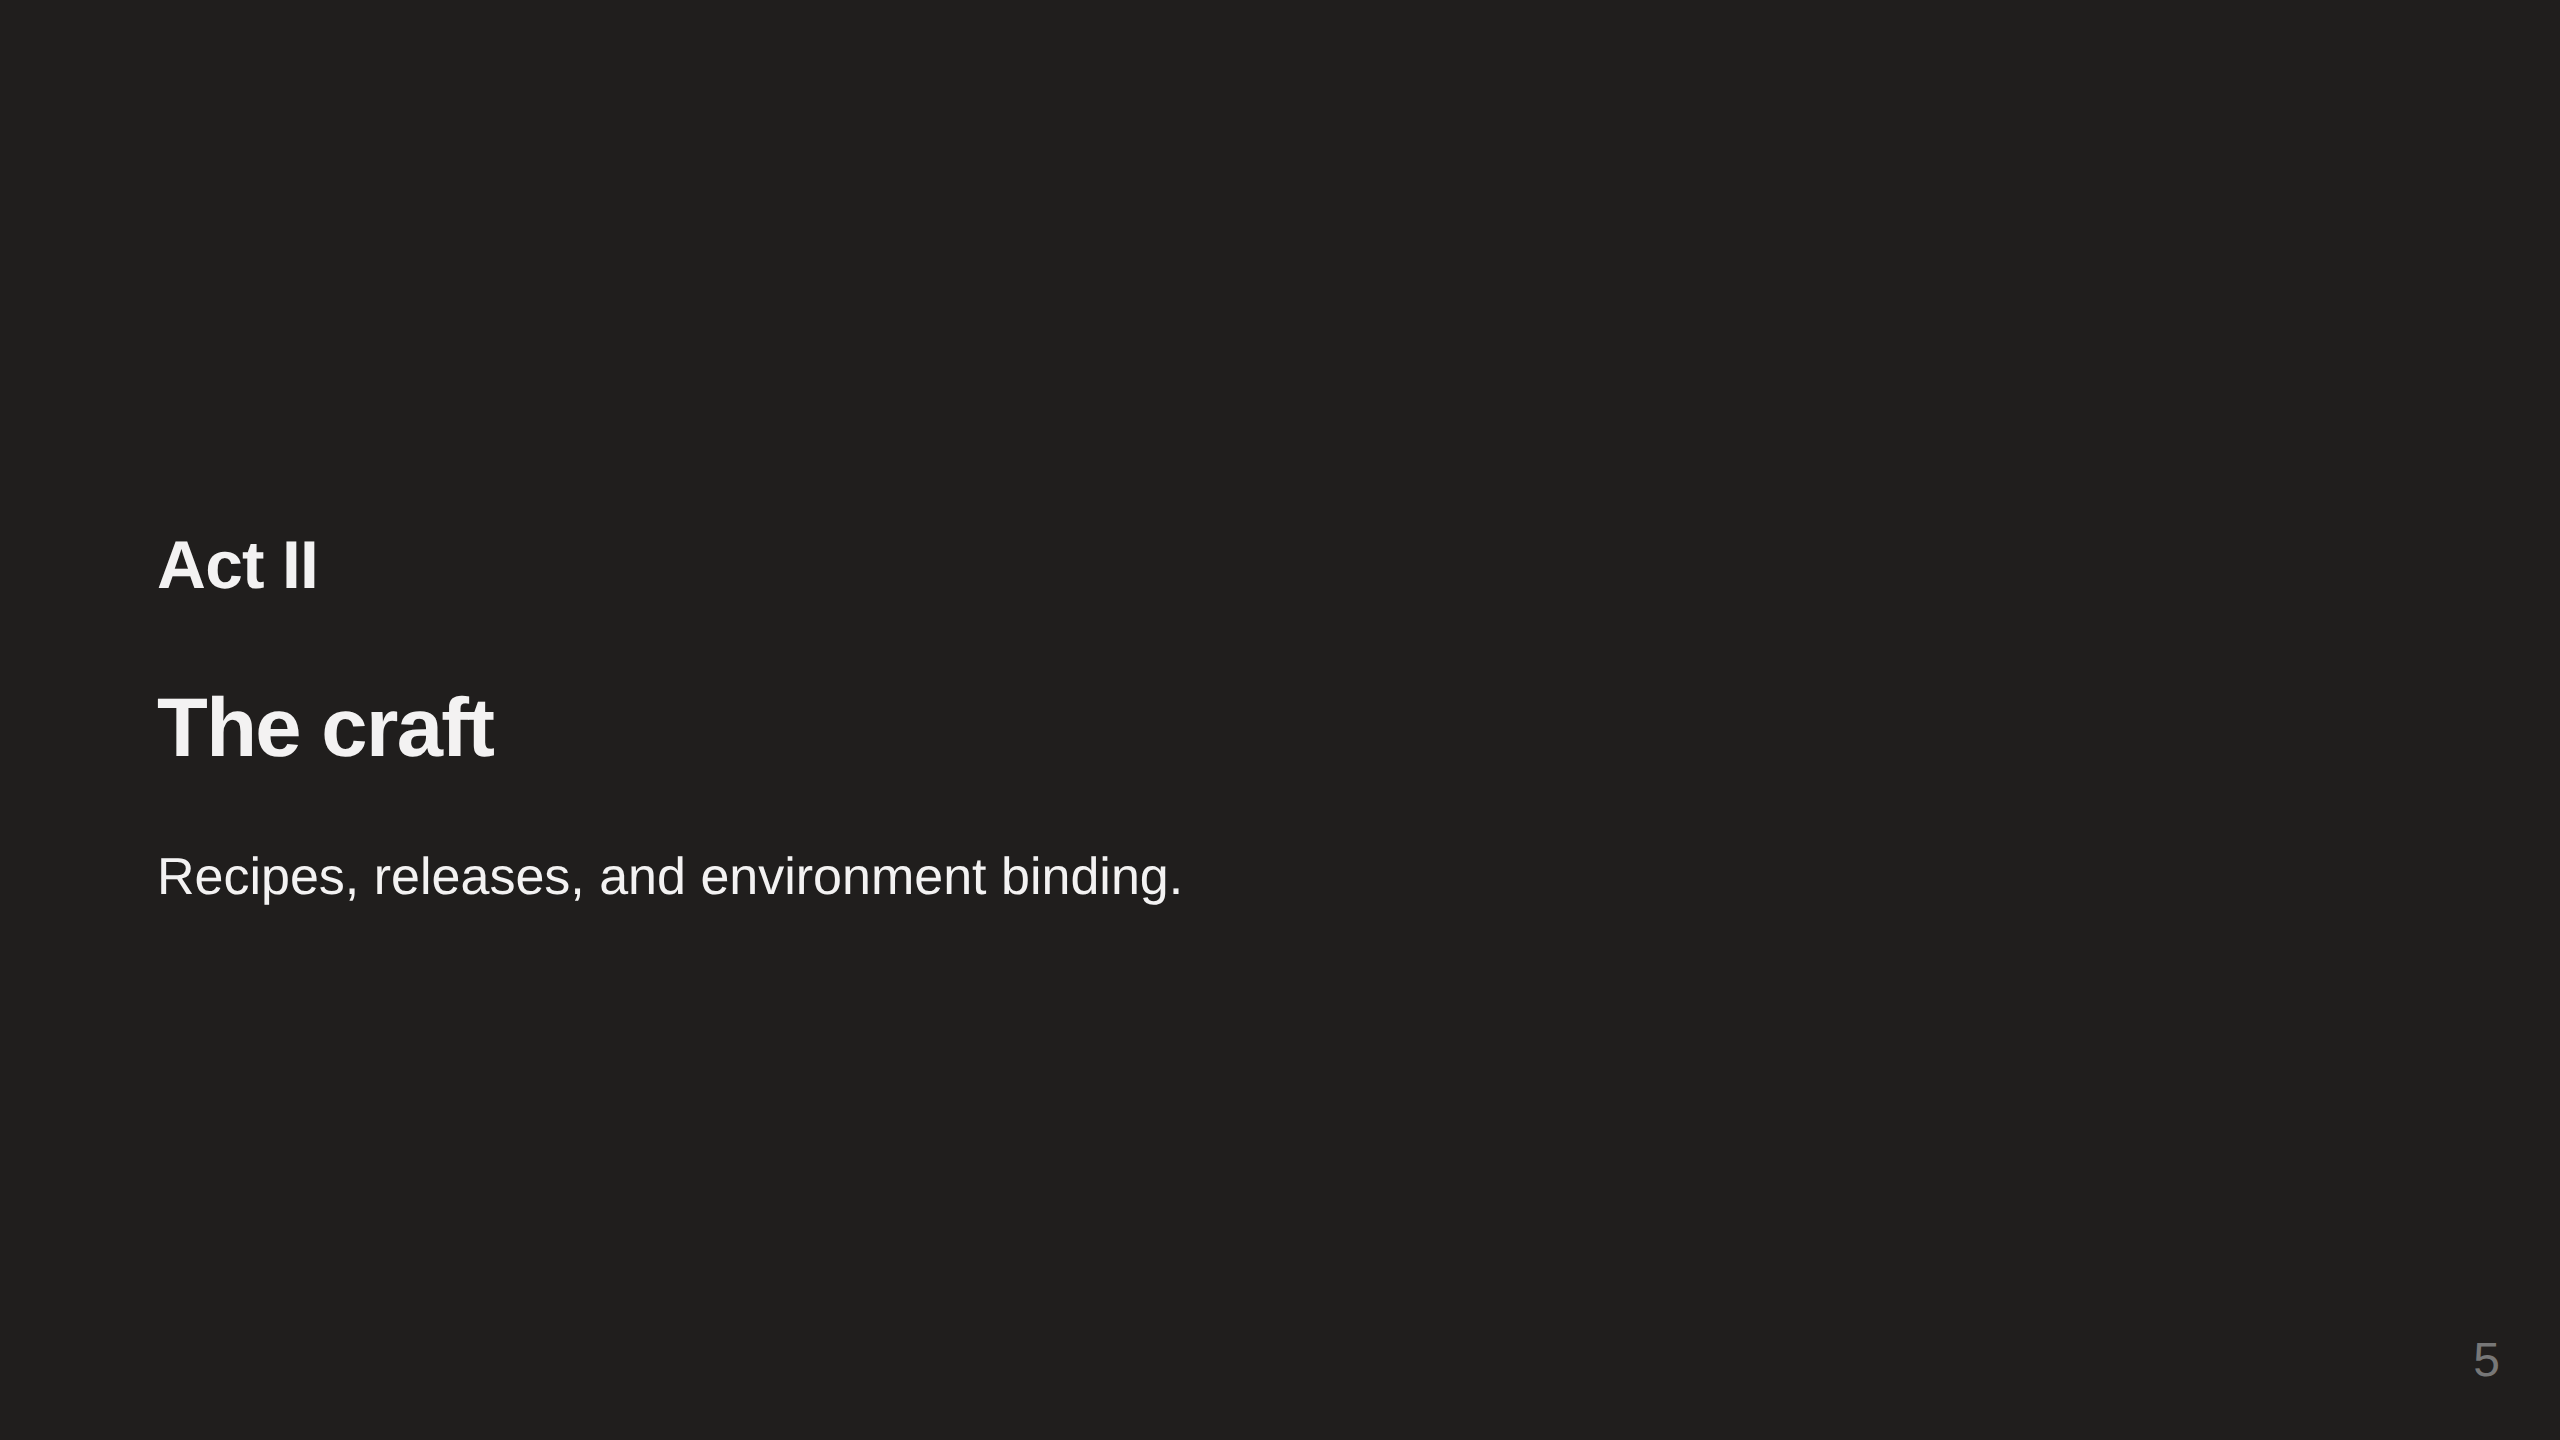 Act II
The craft
Recipes, releases, and environment binding.
5